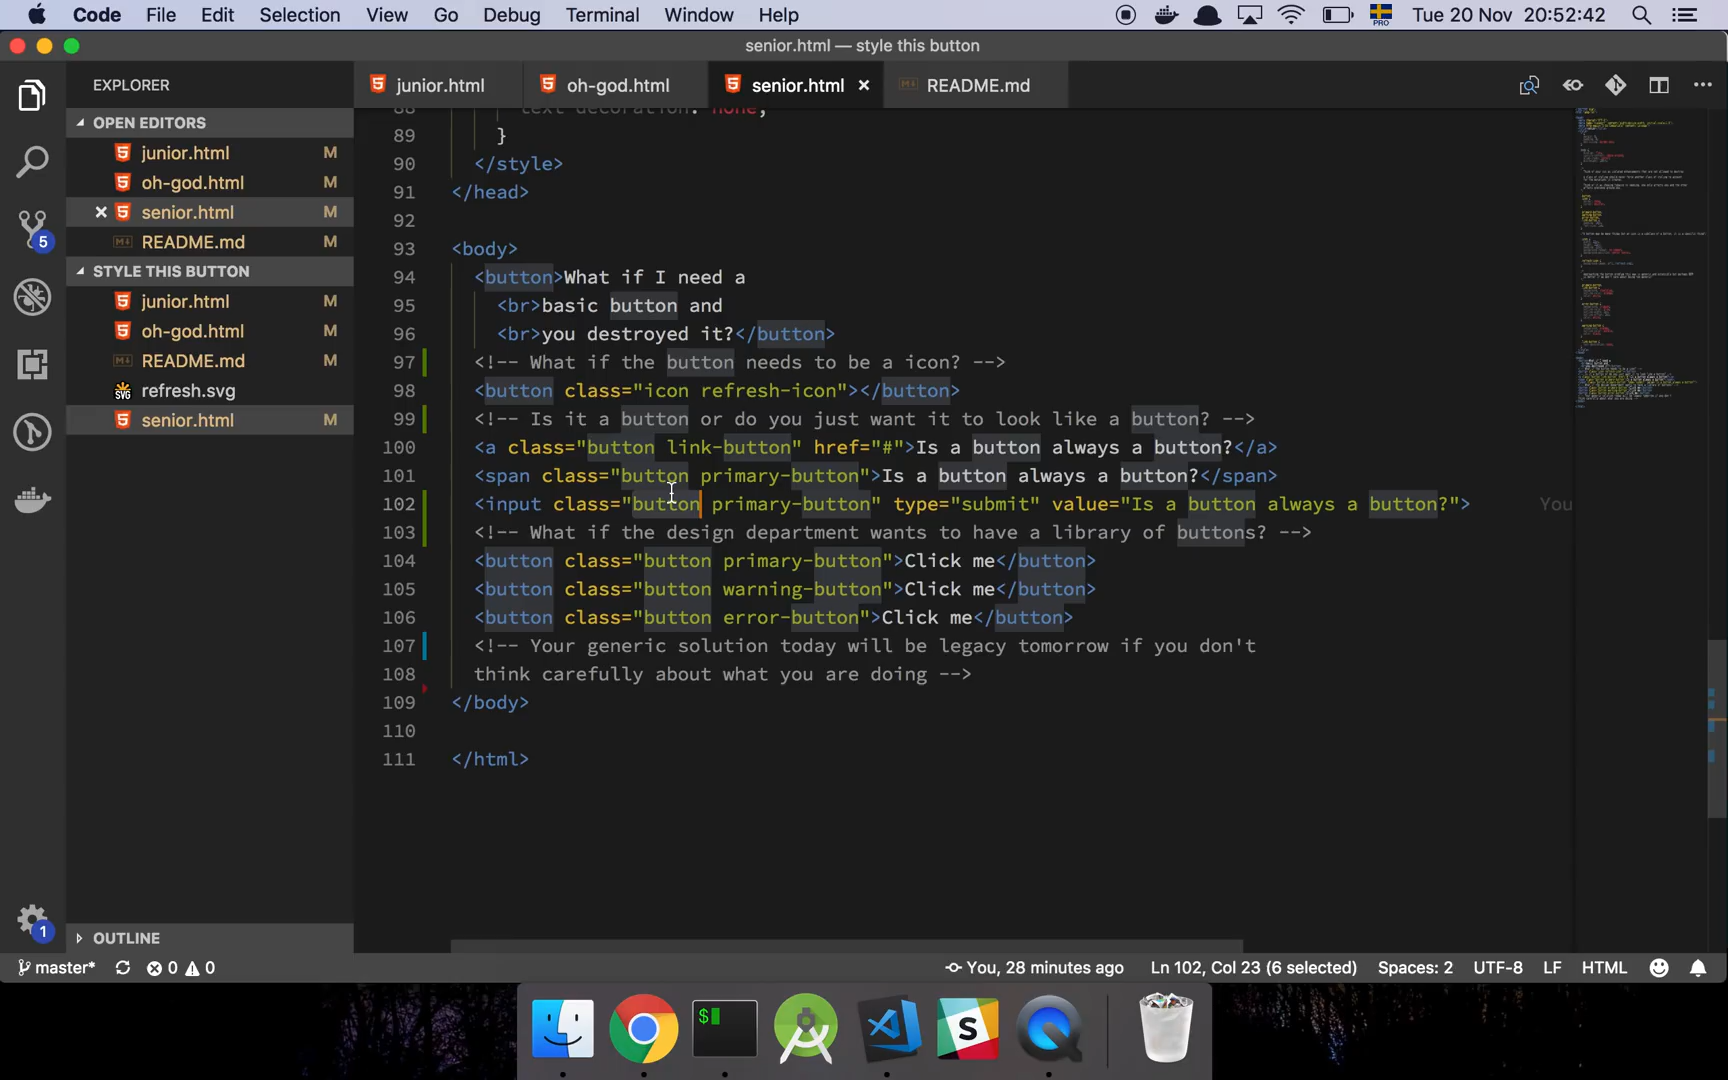 Code File Edit Selection View Go Debug Terminal Window Help PRO Tue 20 Nov 20:52:42
senior.html — style this button
EXPLORER
OPEN EDITORS
junior.html M
oh-god.html M
senior.html M
README.md M
STYLE THIS BUTTON
junior.html M
oh-god.html M
README.md M
SVG refresh.svg
senior.html M
OUTLINE
5
1
junior.html oh-god.html senior.html README.md
88 text-decoration: none;
89 }
90 </style>
91 </head>
92
93 <body>
94 <button>What if I need a
95 <br>basic button and
96 <br>you destroyed it?</button>
97 <!-- What if the button needs to be a icon? -->
98 <button class="icon refresh-icon"></button>
99 <!-- Is it a button or do you just want it to look like a button? -->
100 <a class="button link-button" href="#">Is a button always a button?</a>
101 <span class="button primary-button">Is a button always a button?</span>
102 <input class="button primary-button" type="submit" value="Is a button always a button?"> You
103 <!-- What if the design department wants to have a library of buttons? -->
104 <button class="button primary-button">Click me</button>
105 <button class="button warning-button">Click me</button>
106 <button class="button error-button">Click me</button>
107 <!-- Your generic solution today will be legacy tomorrow if you don't
108 think carefully about what you are doing -->
109 </body>
110
111 </html>
master* 0 0 You, 28 minutes ago Ln 102, Col 23 (6 selected) Spaces: 2 UTF-8 LF HTML
$
S